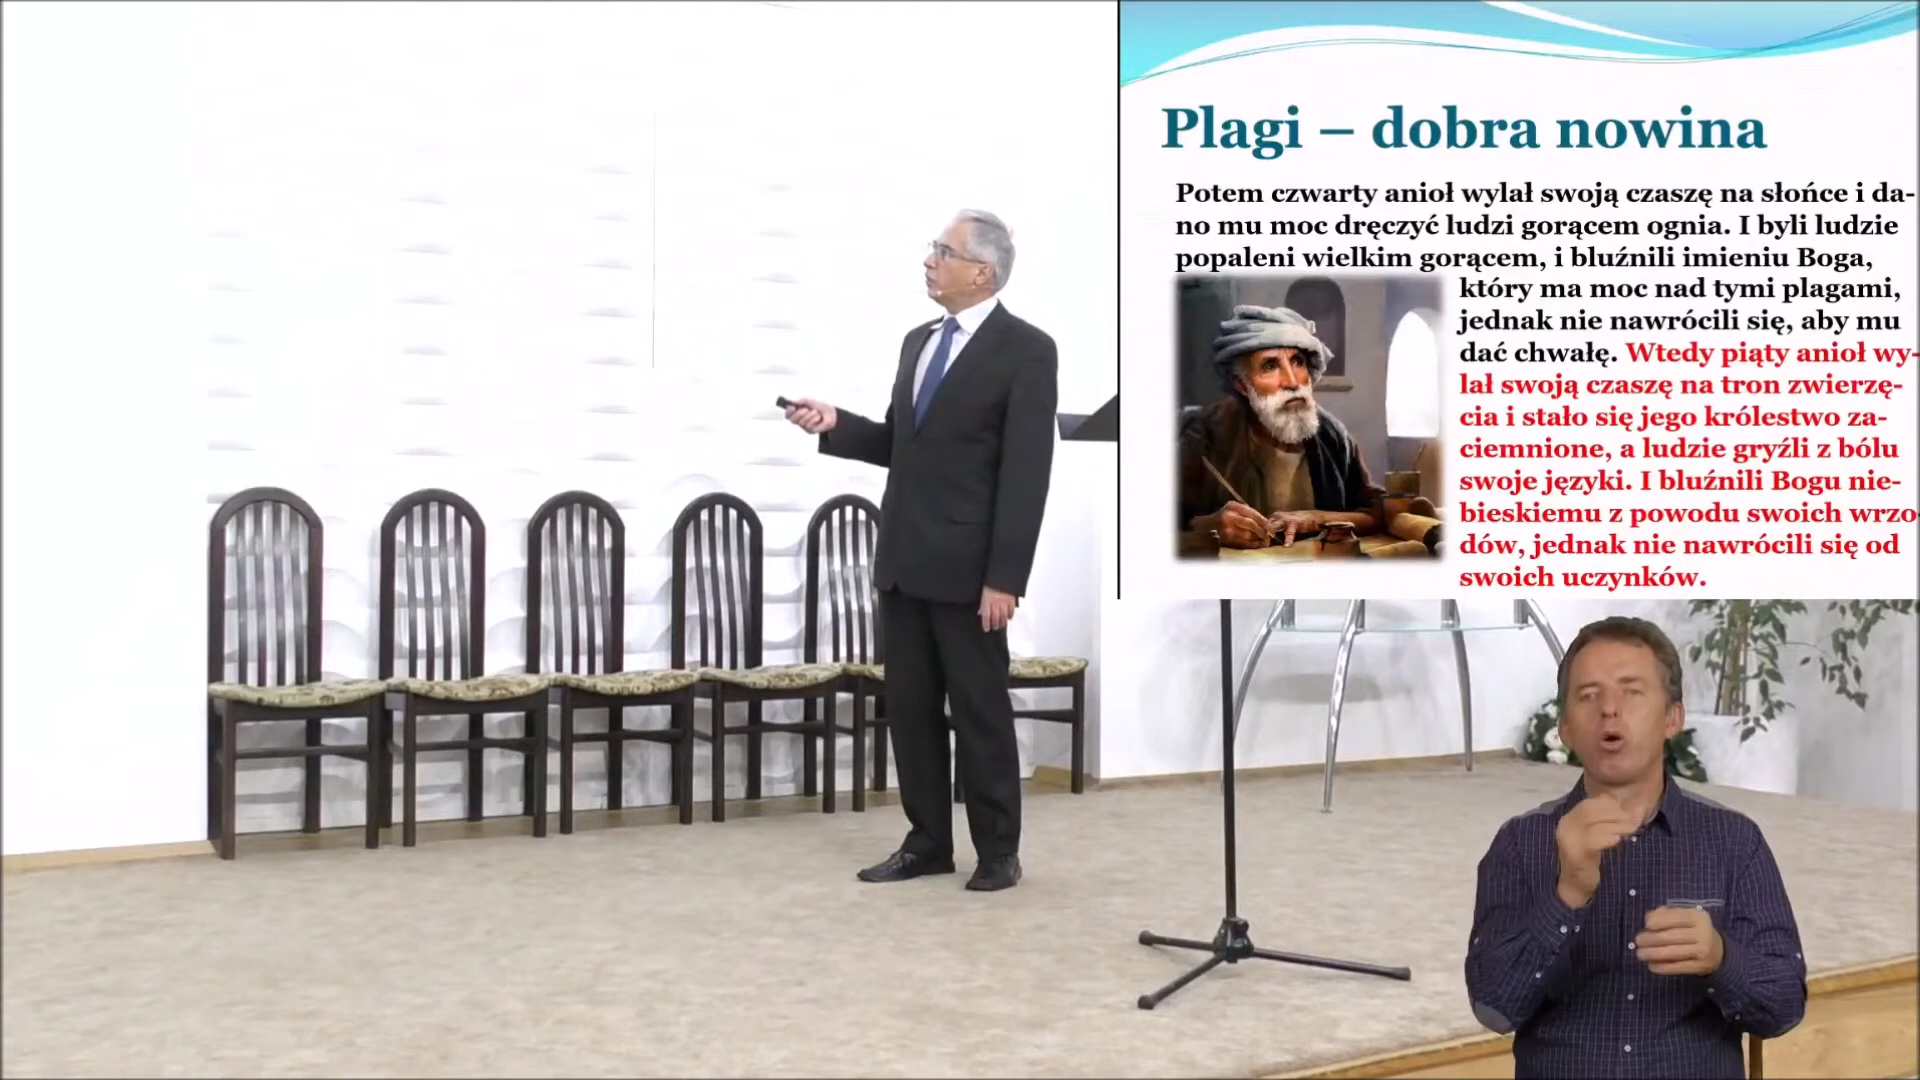 Plagi – dobra nowina
Potem czwarty anioł wylał swoją czaszę na słońce i da-
no mu moc dręczyć ludzi gorącem ognia. I byli ludzie
popaleni wielkim gorącem, i bluźnili imieniu Boga,
który ma moc nad tymi plagami,
jednak nie nawrócili się, aby mu
dać chwałę. Wtedy piąty anioł wy-
lał swoją czaszę na tron zwierzę-
cia i stało się jego królestwo za-
ciemnione, a ludzie gryźli z bólu
swoje języki. I bluźnili Bogu nie-
bieskiemu z powodu swoich wrzo-
dów, jednak nie nawrócili się od
swoich uczynków.